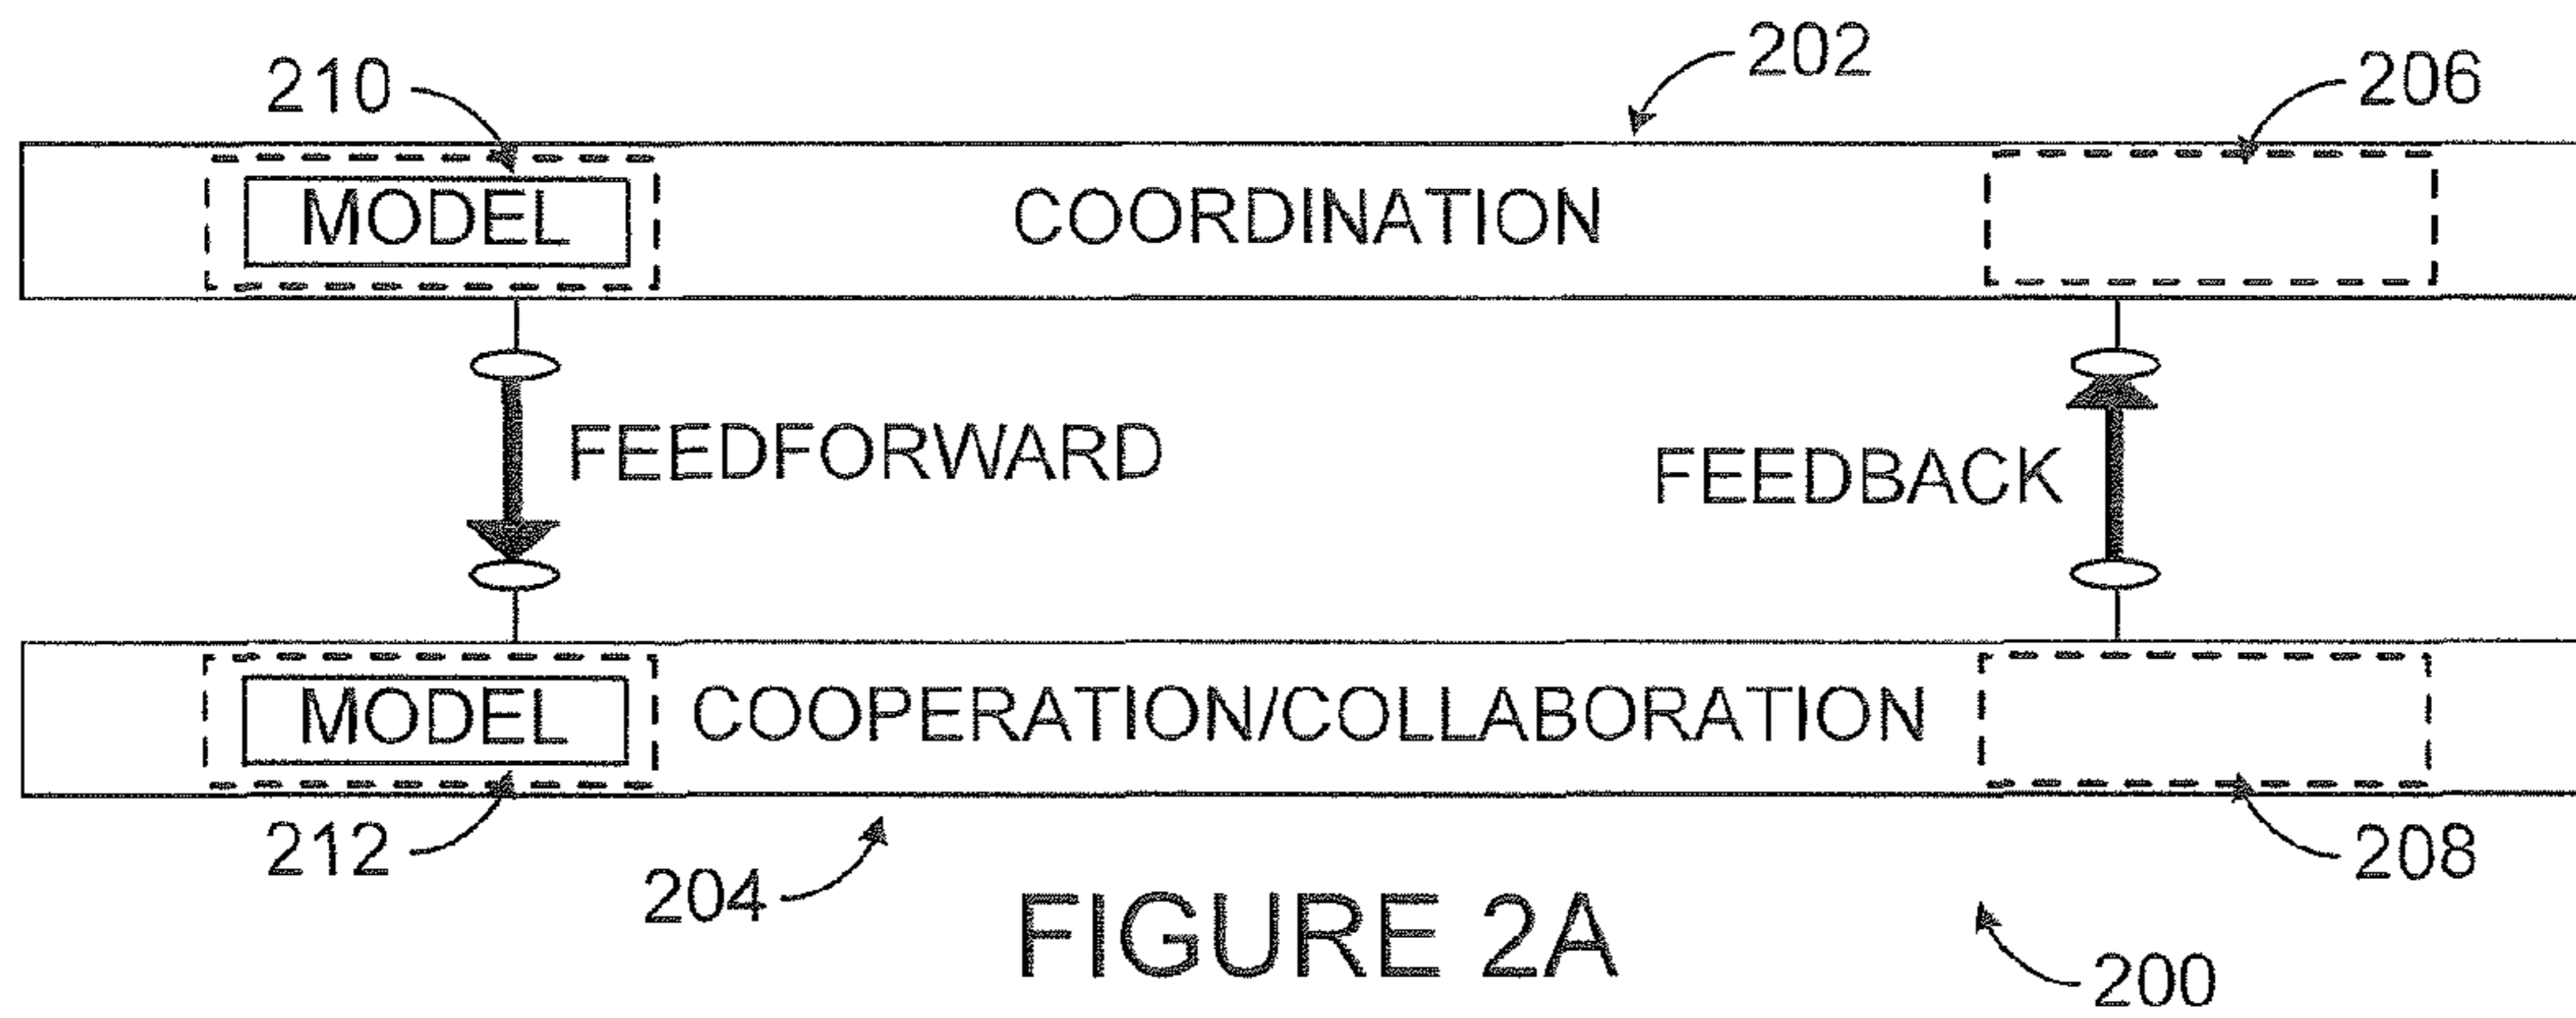 202
210
206
MODEL
COORDINATION
FEEDFORWARD
FEEDBACK
MODEL
COOPERATION/COLLABORATION
212
204
208
FIGURE 2A
200